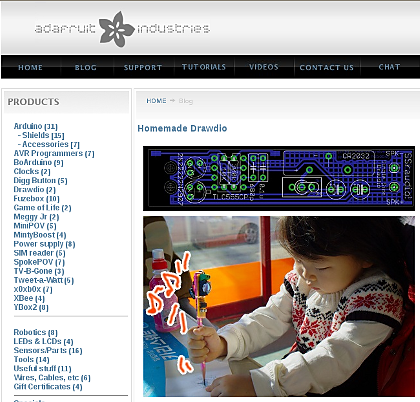 adafruit industries
HOME BLOG SUPPORT TUTORIALS VIDEOS CONTACT US CHAT
PRODUCTS
Arduino (31)
- Shields (15)
- Accessories (7)
AVR Programmers (7)
BoArduino (9)
Clocks (2)
Digg Button (5)
Drawdio (2)
Fuzebox (10)
Game of Life (2)
Meggy Jr (2)
MiniPOV (5)
MintyBoost (4)
Power supply (8)
SIM reader (5)
SpokePOV (7)
TV-B-Gone (3)
Tweet-a-Watt (5)
x0xb0x (7)
XBee (4)
YBox2 (8)
Robotics (8)
LEDs & LCDs (4)
Sensors/Parts (16)
Tools (14)
Useful stuff (11)
Wires, Cables, etc (6)
Gift Certificates (4)
HOME Blog
Homemade Drawdio
CR2032
SPK-
TLC555CP
SPK+